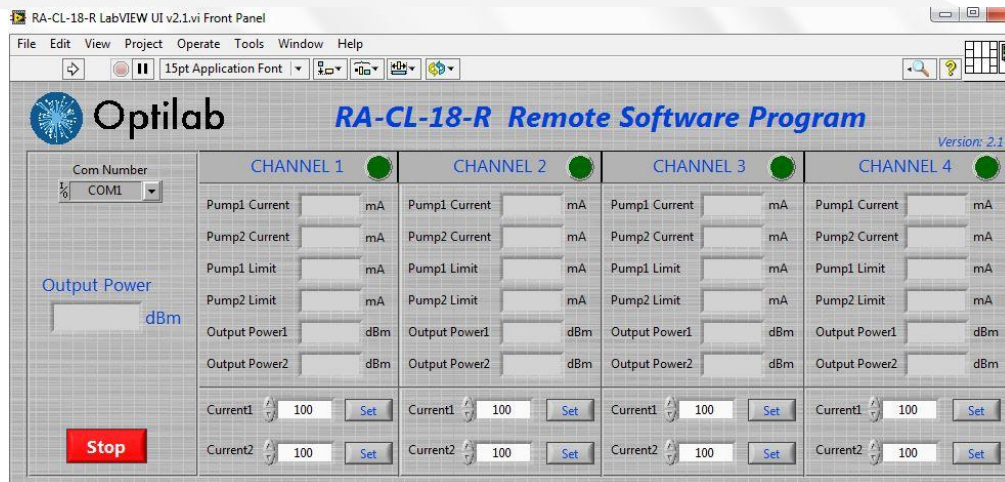 RA-CL-18-R LabVIEW UI v2.1.vi Front Panel
File Edit View Project Operate Tools Window Help
15pt Application Font
Optilab RA-CL-18-R Remote Software Program
Version: 2.1
Com Number
COM1
Output Power
dBm
Stop
CHANNEL 1
Pump1 Current mA
Pump2 Current mA
Pump1 Limit mA
Pump2 Limit mA
Output Power1 dBm
Output Power2 dBm
Current1 100 Set
Current2 100 Set
CHANNEL 2
Pump1 Current mA
Pump2 Current mA
Pump1 Limit mA
Pump2 Limit mA
Output Power1 dBm
Output Power2 dBm
Current1 100 Set
Current2 100 Set
CHANNEL 3
Pump1 Current mA
Pump2 Current mA
Pump1 Limit mA
Pump2 Limit mA
Output Power1 dBm
Output Power2 dBm
Current1 100 Set
Current2 100 Set
CHANNEL 4
Pump1 Current mA
Pump2 Current mA
Pump1 Limit mA
Pump2 Limit mA
Output Power1 dBm
Output Power2 dBm
Current1 100 Set
Current2 100 Set